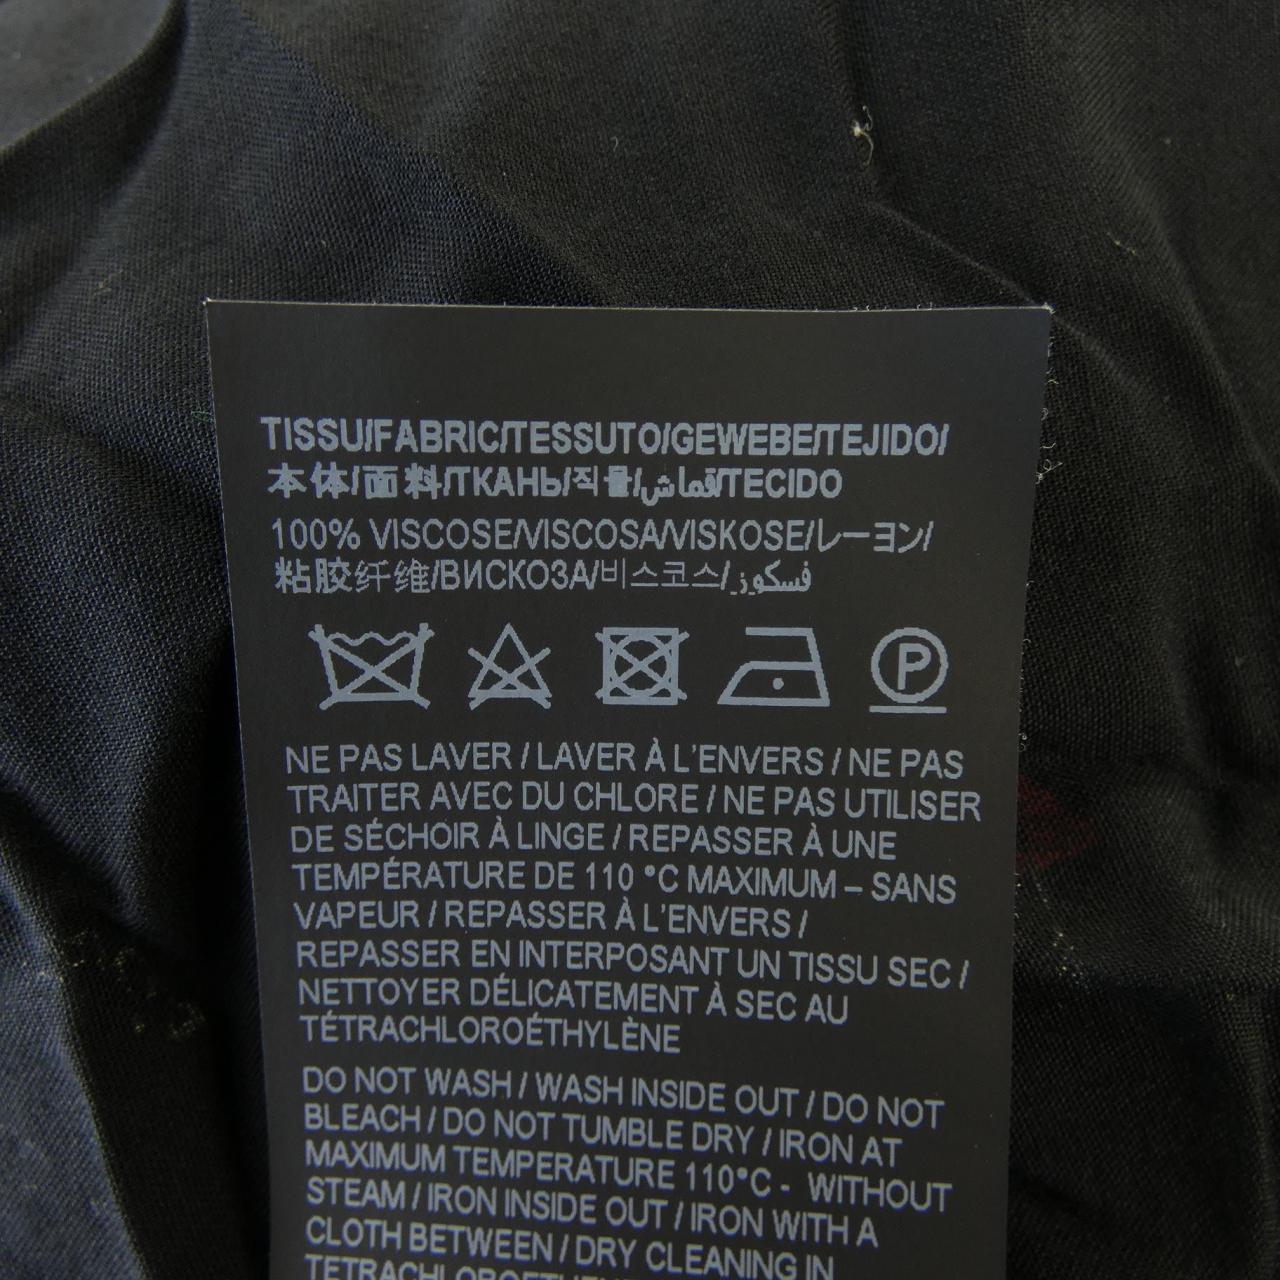 TISSU/FABRIC/TESSUTO/GEWEBE/TEJIDO/
本体/面料/ТКАНЬ/직물/قماش/TECIDO
100% VISCOSE/VISCOSA/VISKOSE/レーヨン/
粘胶纤维/ВИСКОЗА/비스코스/فسكوز
P
NE PAS LAVER / LAVER À L'ENVERS / NE PAS
TRAITER AVEC DU CHLORE / NE PAS UTILISER
DE SÉCHOIR À LINGE / REPASSER À UNE
TEMPÉRATURE DE 110 °C MAXIMUM – SANS
VAPEUR / REPASSER À L'ENVERS /
REPASSER EN INTERPOSANT UN TISSU SEC /
NETTOYER DÉLICATEMENT À SEC AU
TÉTRACHLOROÉTHYLÈNE
DO NOT WASH / WASH INSIDE OUT / DO NOT
BLEACH / DO NOT TUMBLE DRY / IRON AT
MAXIMUM TEMPERATURE 110°C - WITHOUT
STEAM / IRON INSIDE OUT / IRON WITH A
CLOTH BETWEEN / DRY CLEANING IN